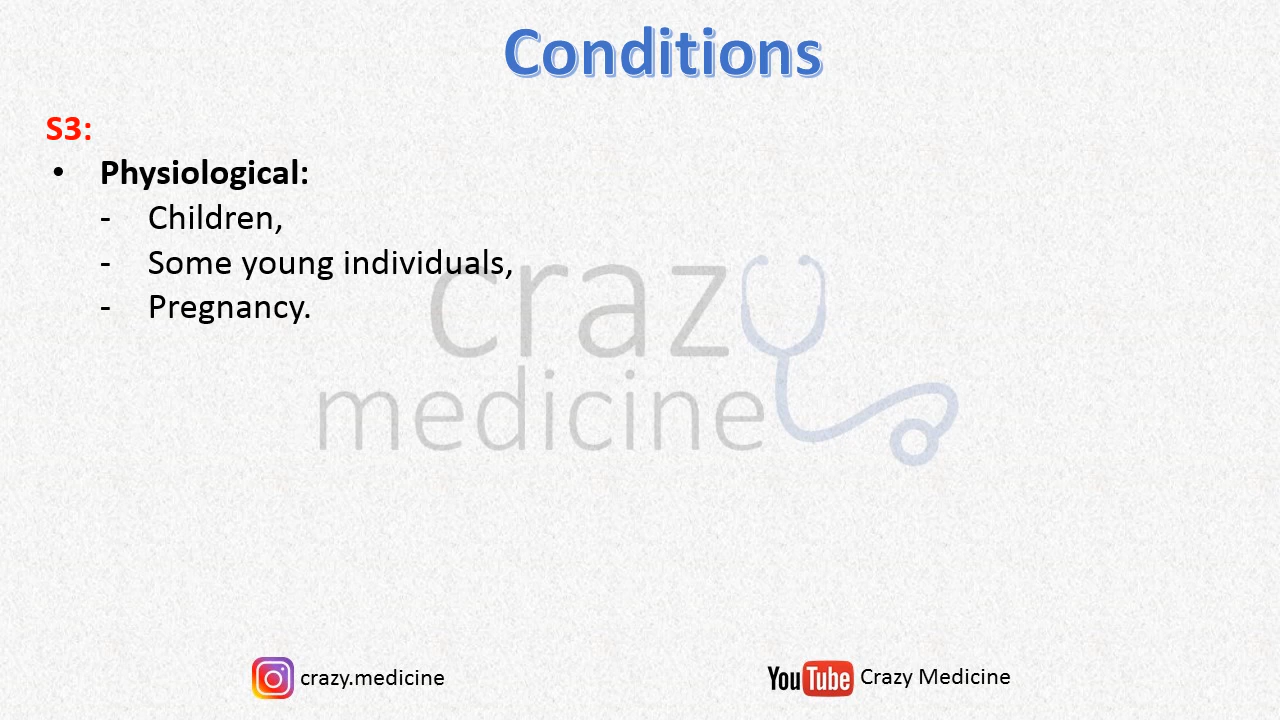 Conditions
S3:
• Physiological:
- Children,
- Some young individuals,
- Pregnancy.
crazy
medicine
crazy.medicine
YouTube Crazy Medicine